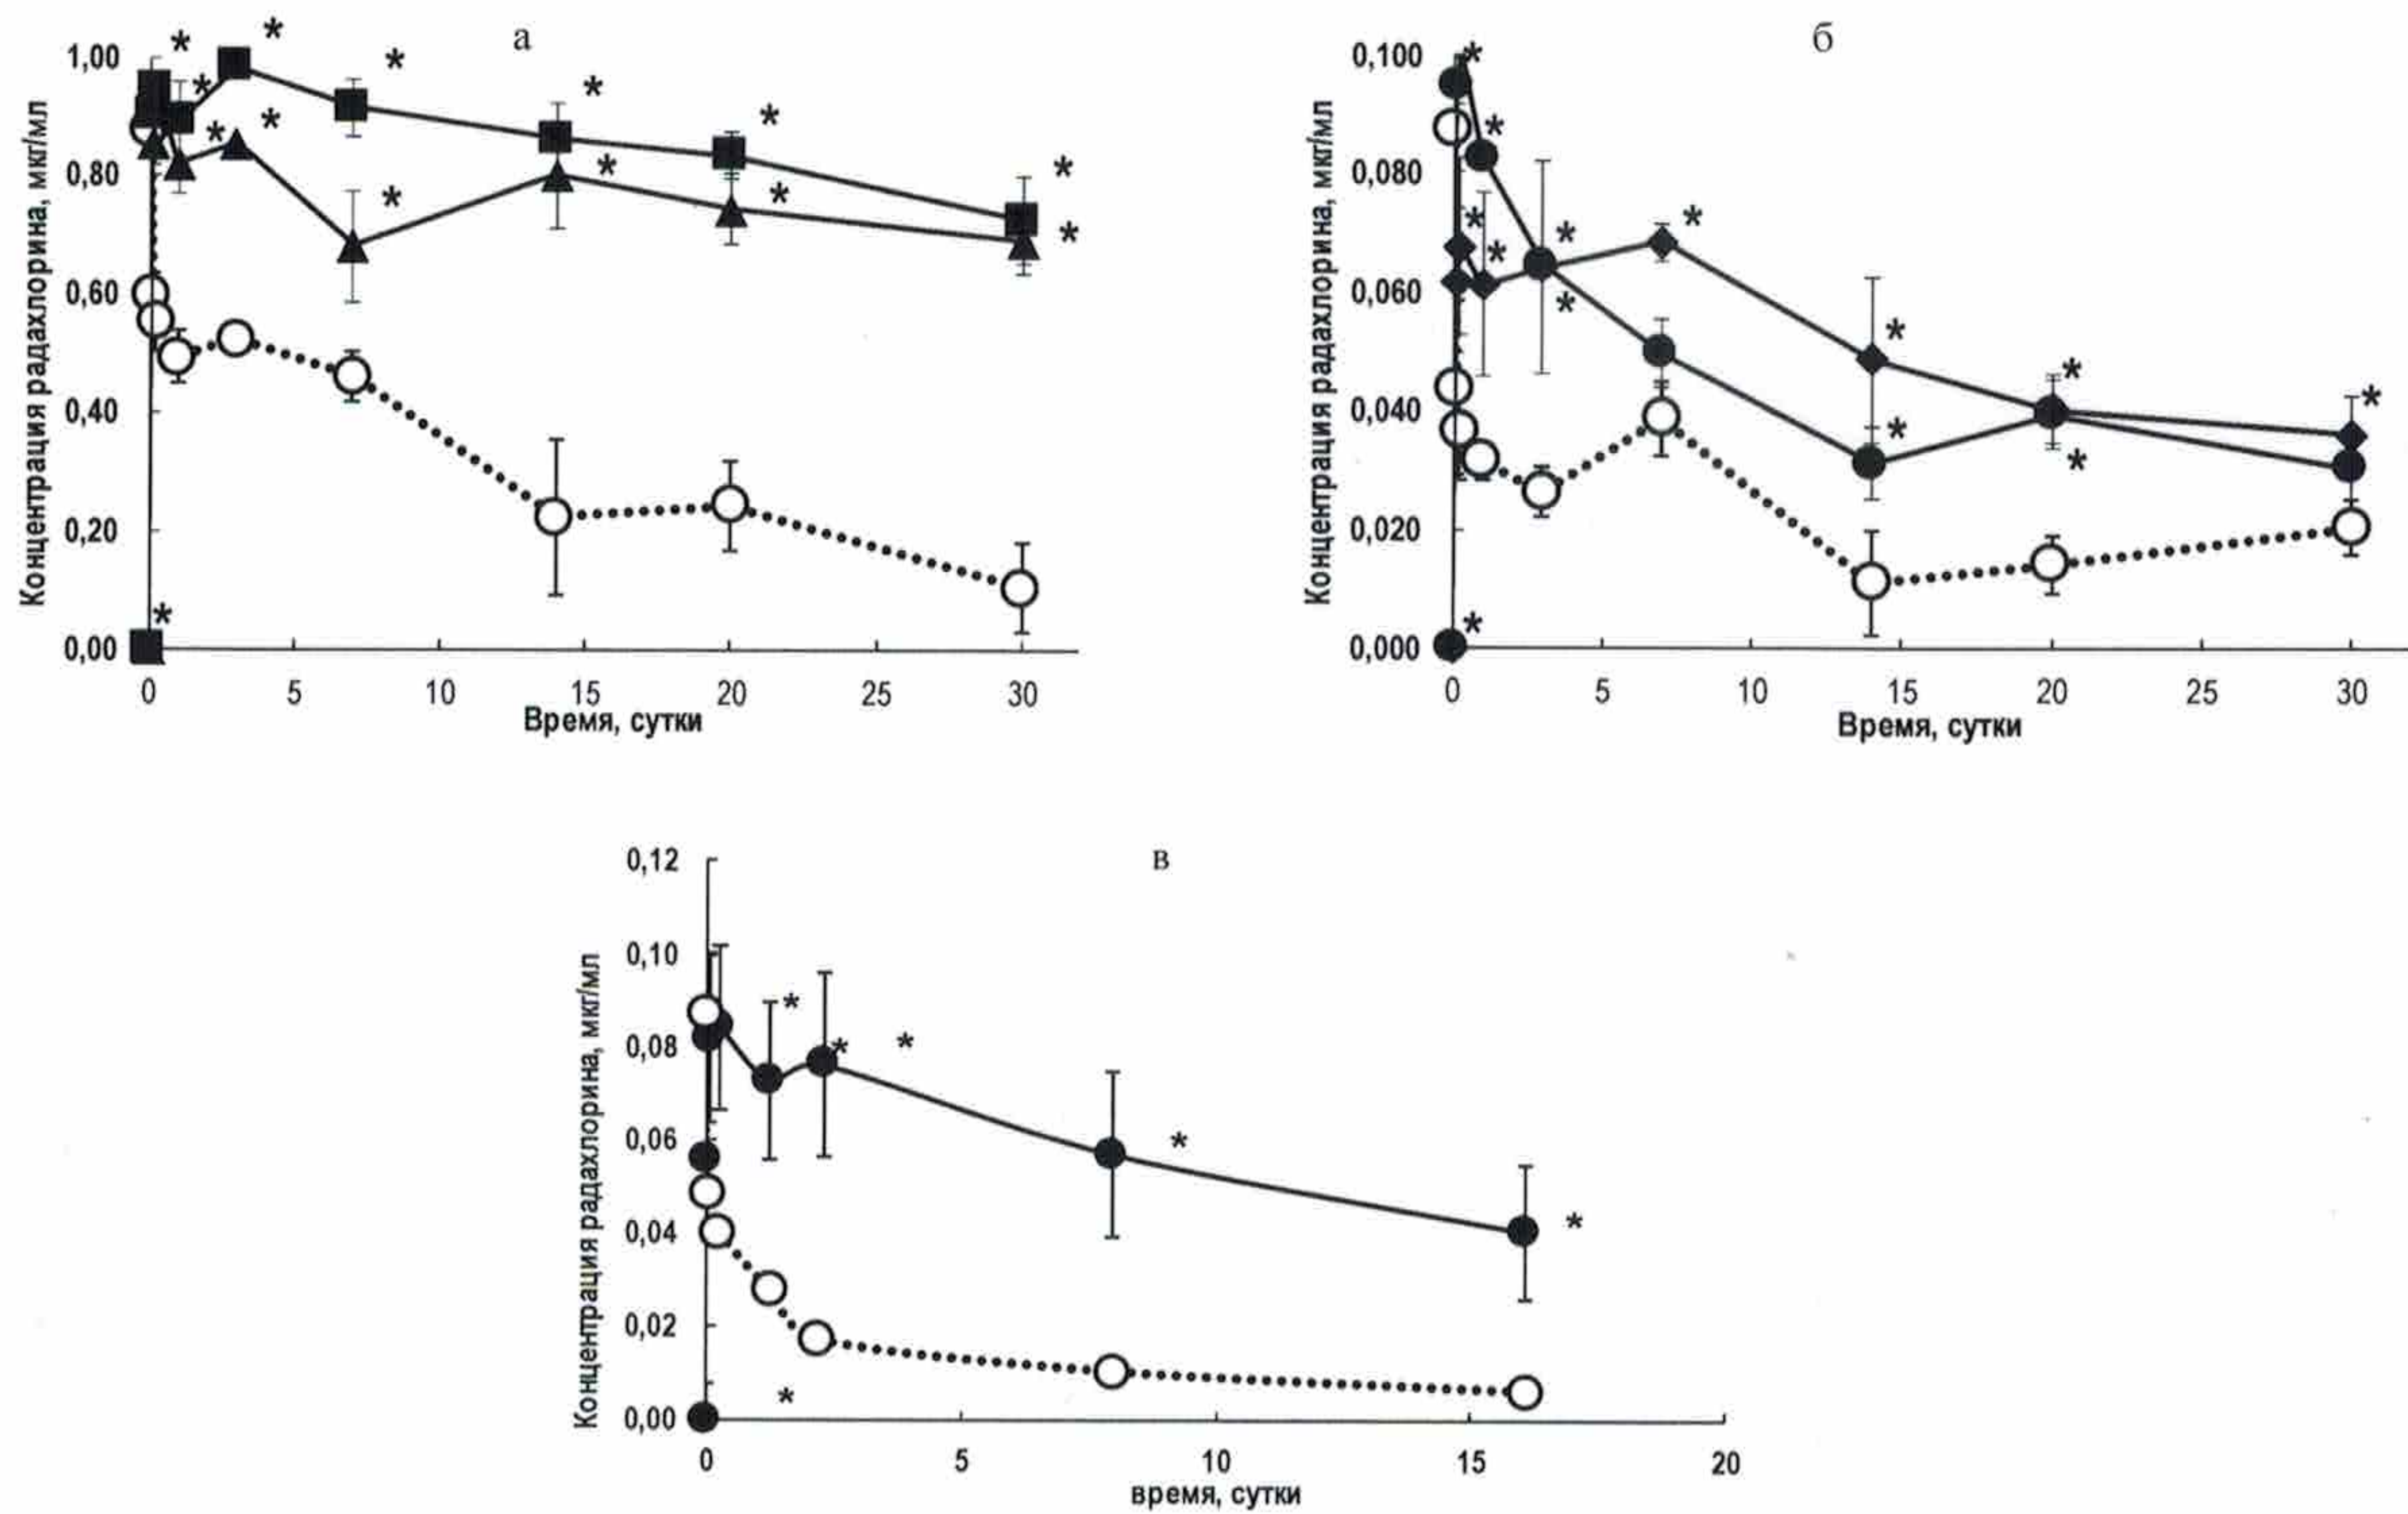 а
Концентрация радахлорина, мкг/мл
1,00
0,80
0,60
0,40
0,20
0,00
* * * * * * * * * * * * * * *
0 5 10 15 20 25 30
Время, сутки
б
Концентрация радахлорина, мкг/мл
0,100
0,080
0,060
0,040
0,020
0,000
* * * * * * * * * * * * * *
0 5 10 15 20 25 30
Время, сутки
в
Концентрация радахлорина, мкг/мл
0,12
0,10
0,08
0,06
0,04
0,02
0,00
* * * * * *
0 5 10 15 20
время, сутки